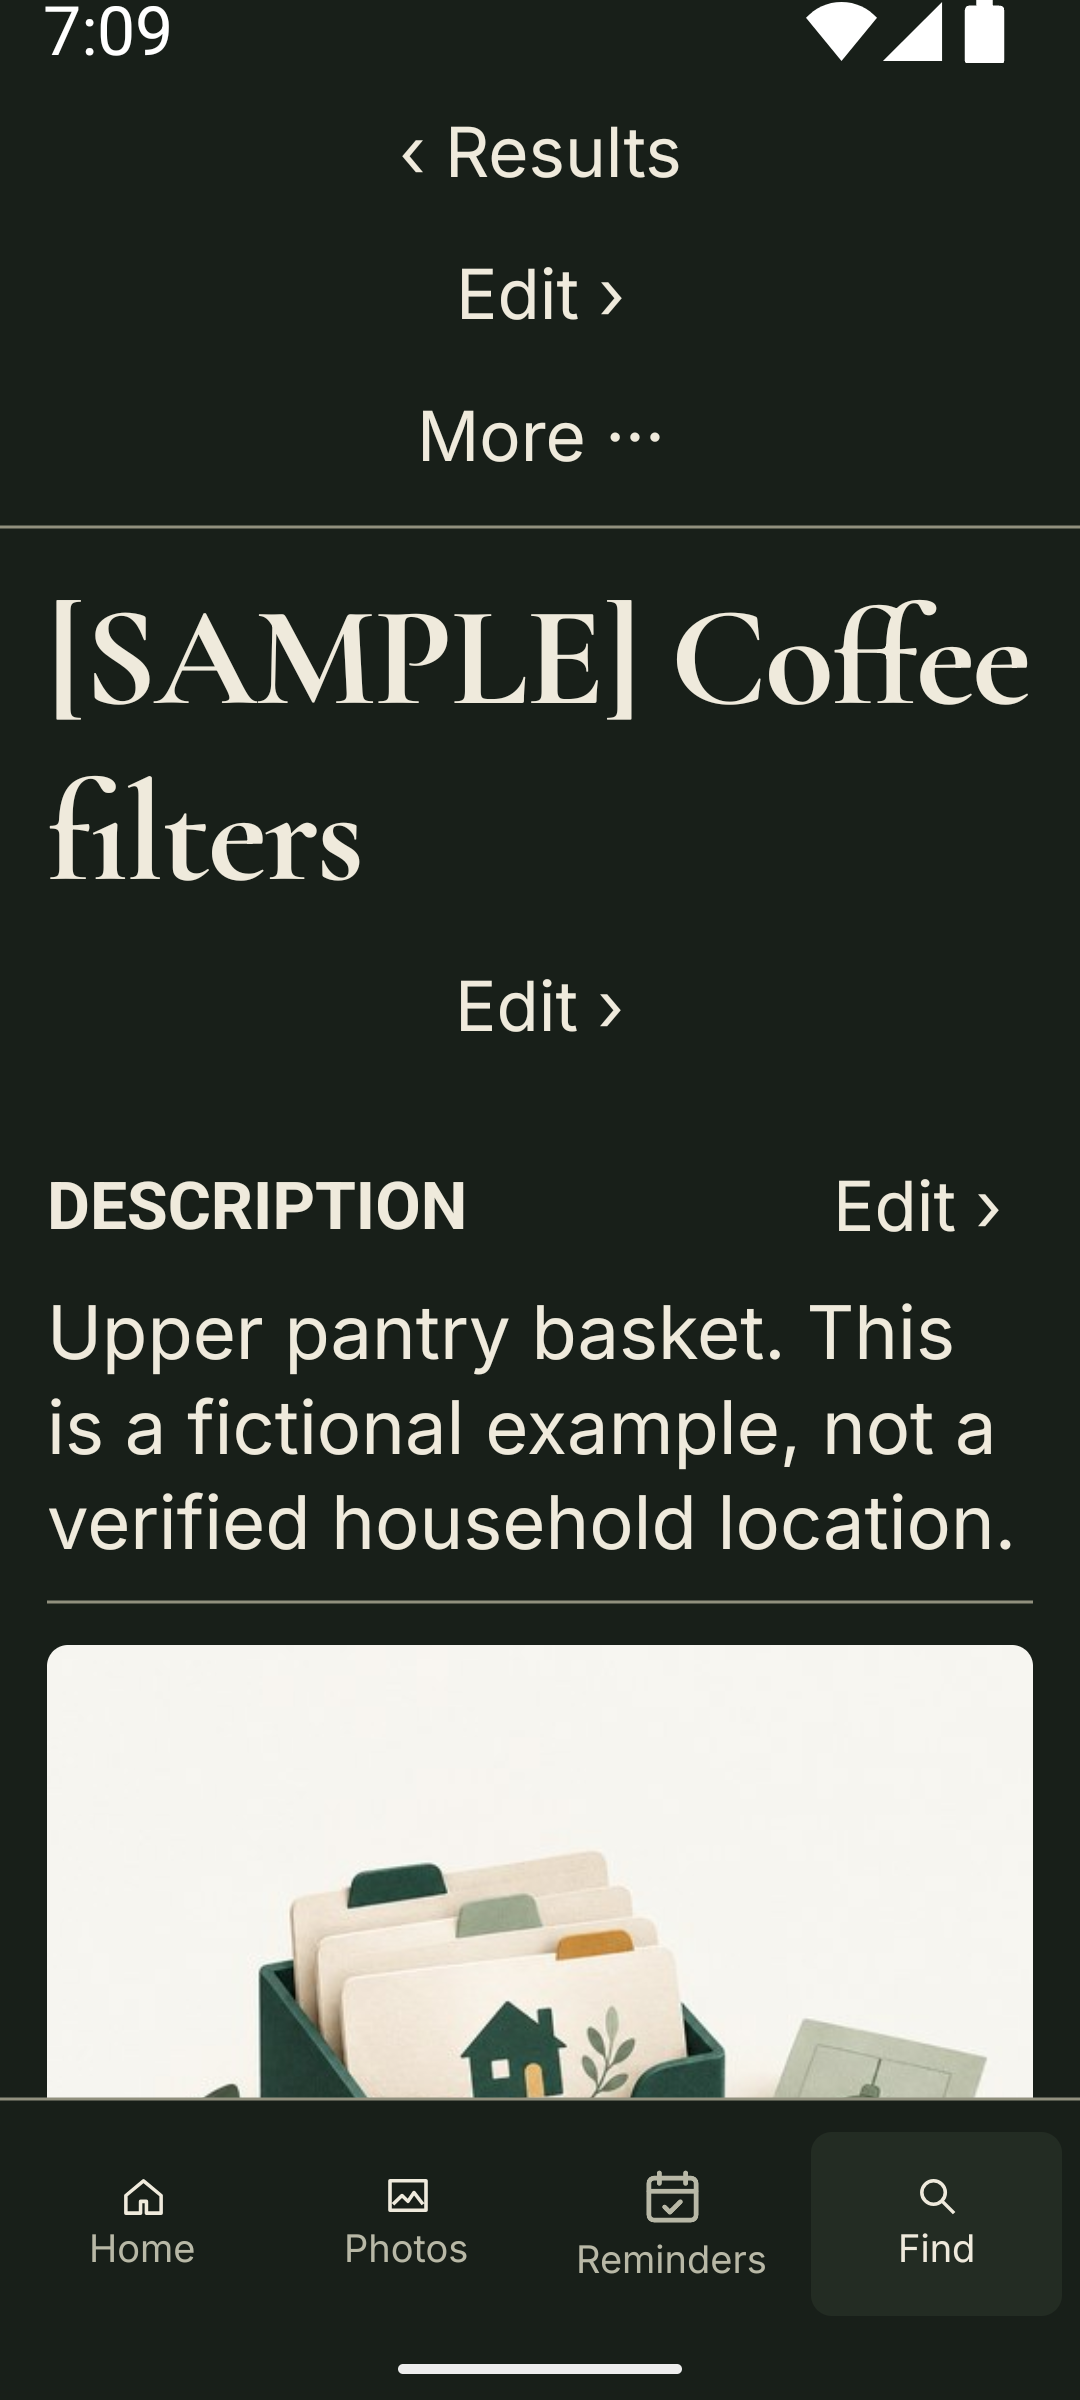 7:09
‹ Results
Edit ›
More ···
[SAMPLE] Coffee
filters
Edit ›
DESCRIPTION
Edit ›
Upper pantry basket. This
is a fictional example, not a
verified household location.
Home
Photos
Reminders
Find